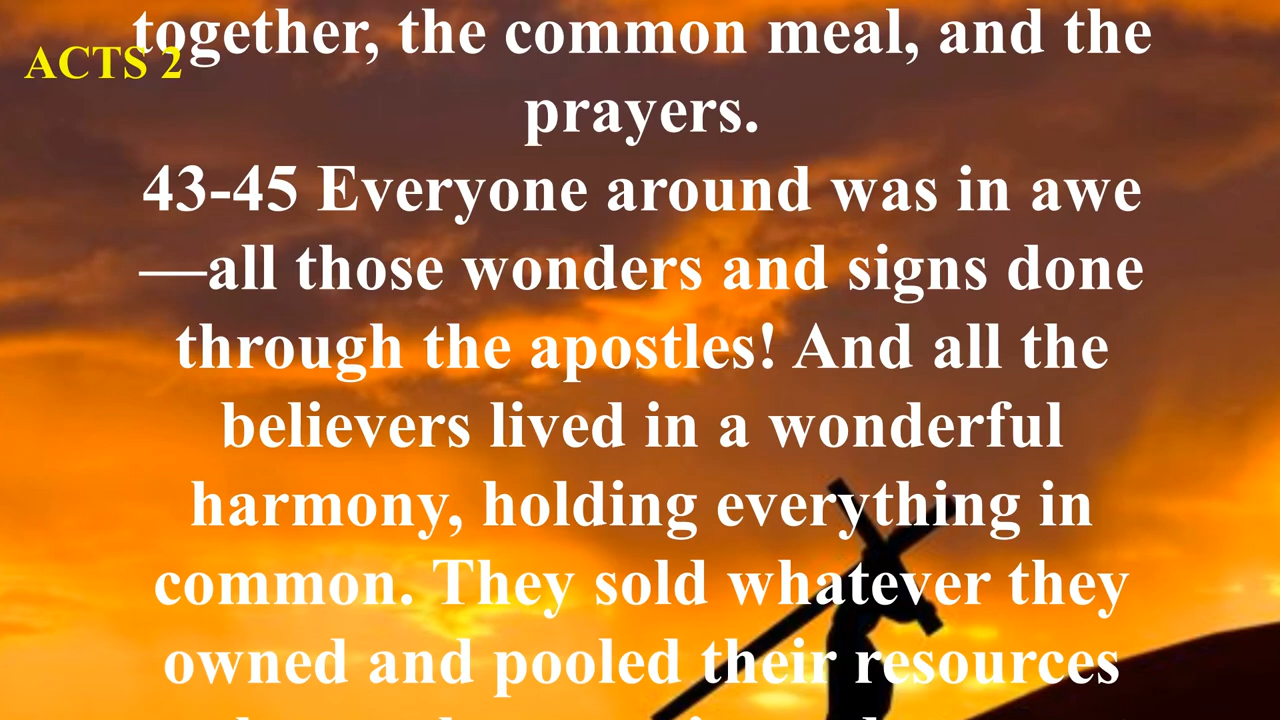 together, the common meal, and the
ACTS 2
prayers.
43-45 Everyone around was in awe
—all those wonders and signs done
through the apostles! And all the
believers lived in a wonderful
harmony, holding everything in
common. They sold whatever they
owned and pooled their resources